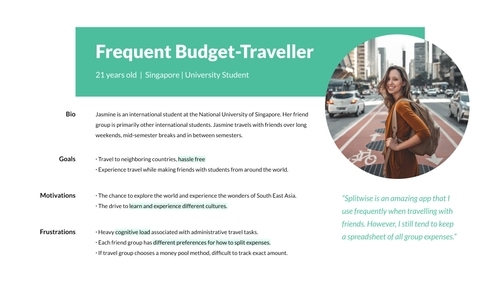 Frequent Budget-Traveller
21 years old | Singapore | University Student
Bio
Jasmine is an international student at the National University of Singapore. Her friend
group is primarily other international students. Jasmine travels with friends over long
weekends, mid-semester breaks and in between semesters.
Goals
• Travel to neighboring countries, hassle free
• Experience travel while making friends with students from around the world.
Motivations
• The chance to explore the world and experience the wonders of South East Asia.
• The drive to learn and experience different cultures.
Frustrations
• Heavy cognitive load associated with administrative travel tasks.
• Each friend group has different preferences for how to split expenses.
• If travel group chooses a money pool method, difficult to track exact amount.
"Splitwise is an amazing app that I
use frequently when travelling with
friends. However, I still tend to keep
a spreadsheet of all group expenses."